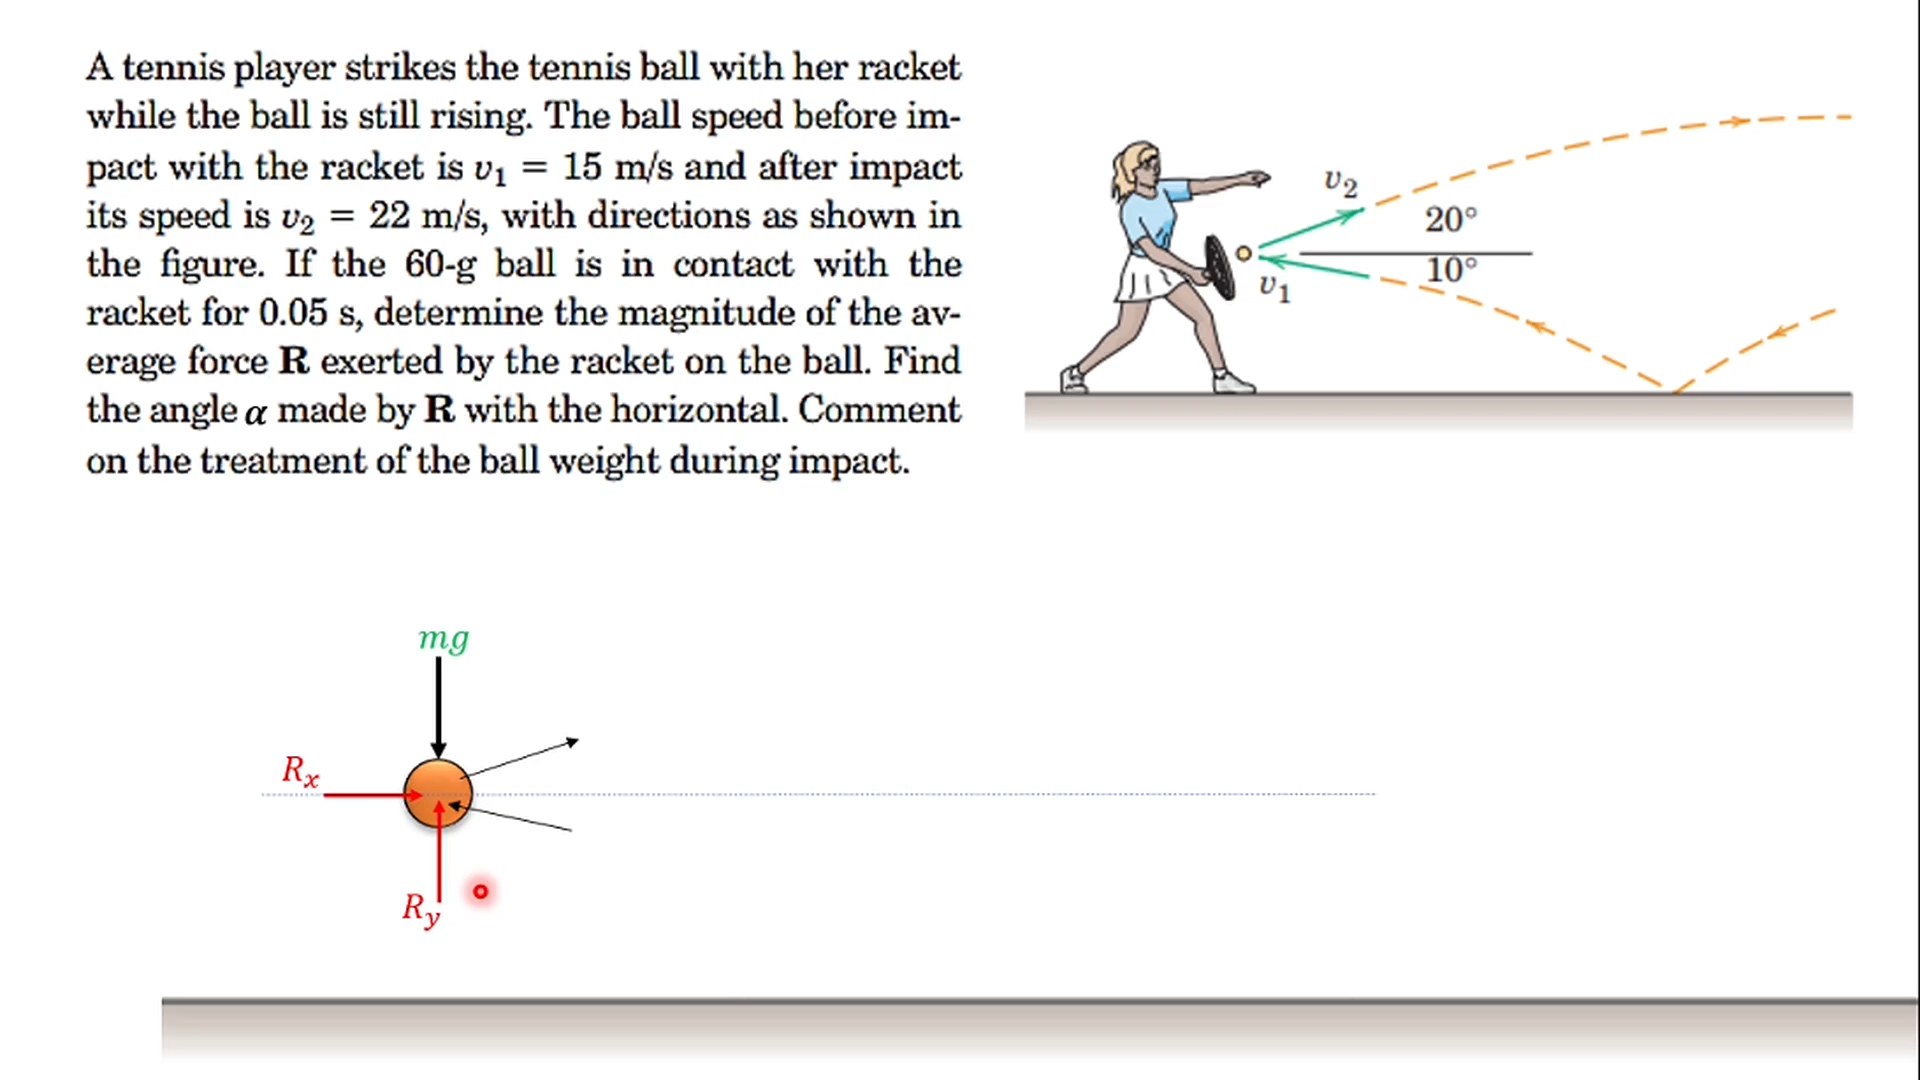 A tennis player strikes the tennis ball with her racket
while the ball is still rising. The ball speed before im-
pact with the racket is v₁ = 15 m/s and after impact
its speed is v₂ = 22 m/s, with directions as shown in
the figure. If the 60-g ball is in contact with the
racket for 0.05 s, determine the magnitude of the av-
erage force R exerted by the racket on the ball. Find
the angle α made by R with the horizontal. Comment
on the treatment of the ball weight during impact.
v₂
20°
10°
v₁
mg
Rₓ
R_y